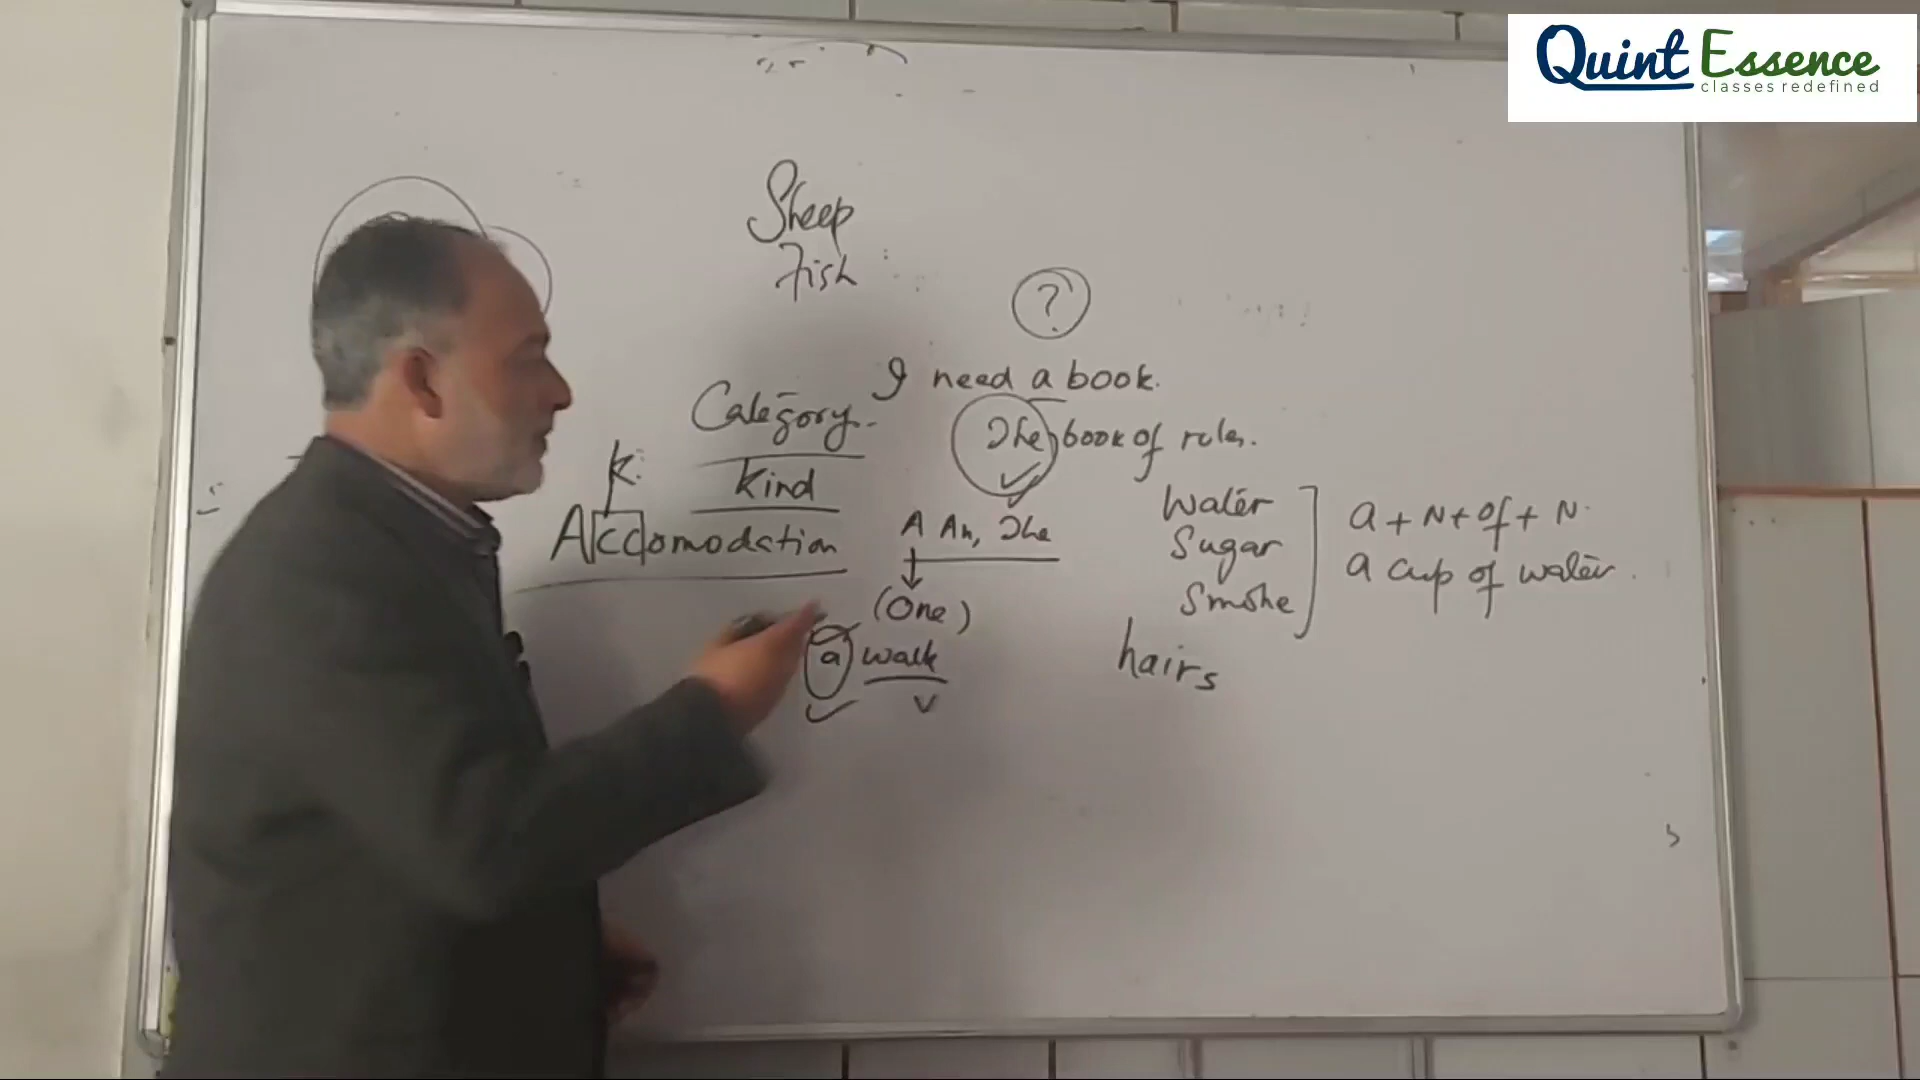 Quint Essence
classes redefined
Sheep
Fish
?
I need a book.
The book of rules.
Category.
Kind
K
Accomodation
A An, The
(One)
a walk
V
Water
Sugar
Smoke
a + N + of + N.
a cup of water.
hairs